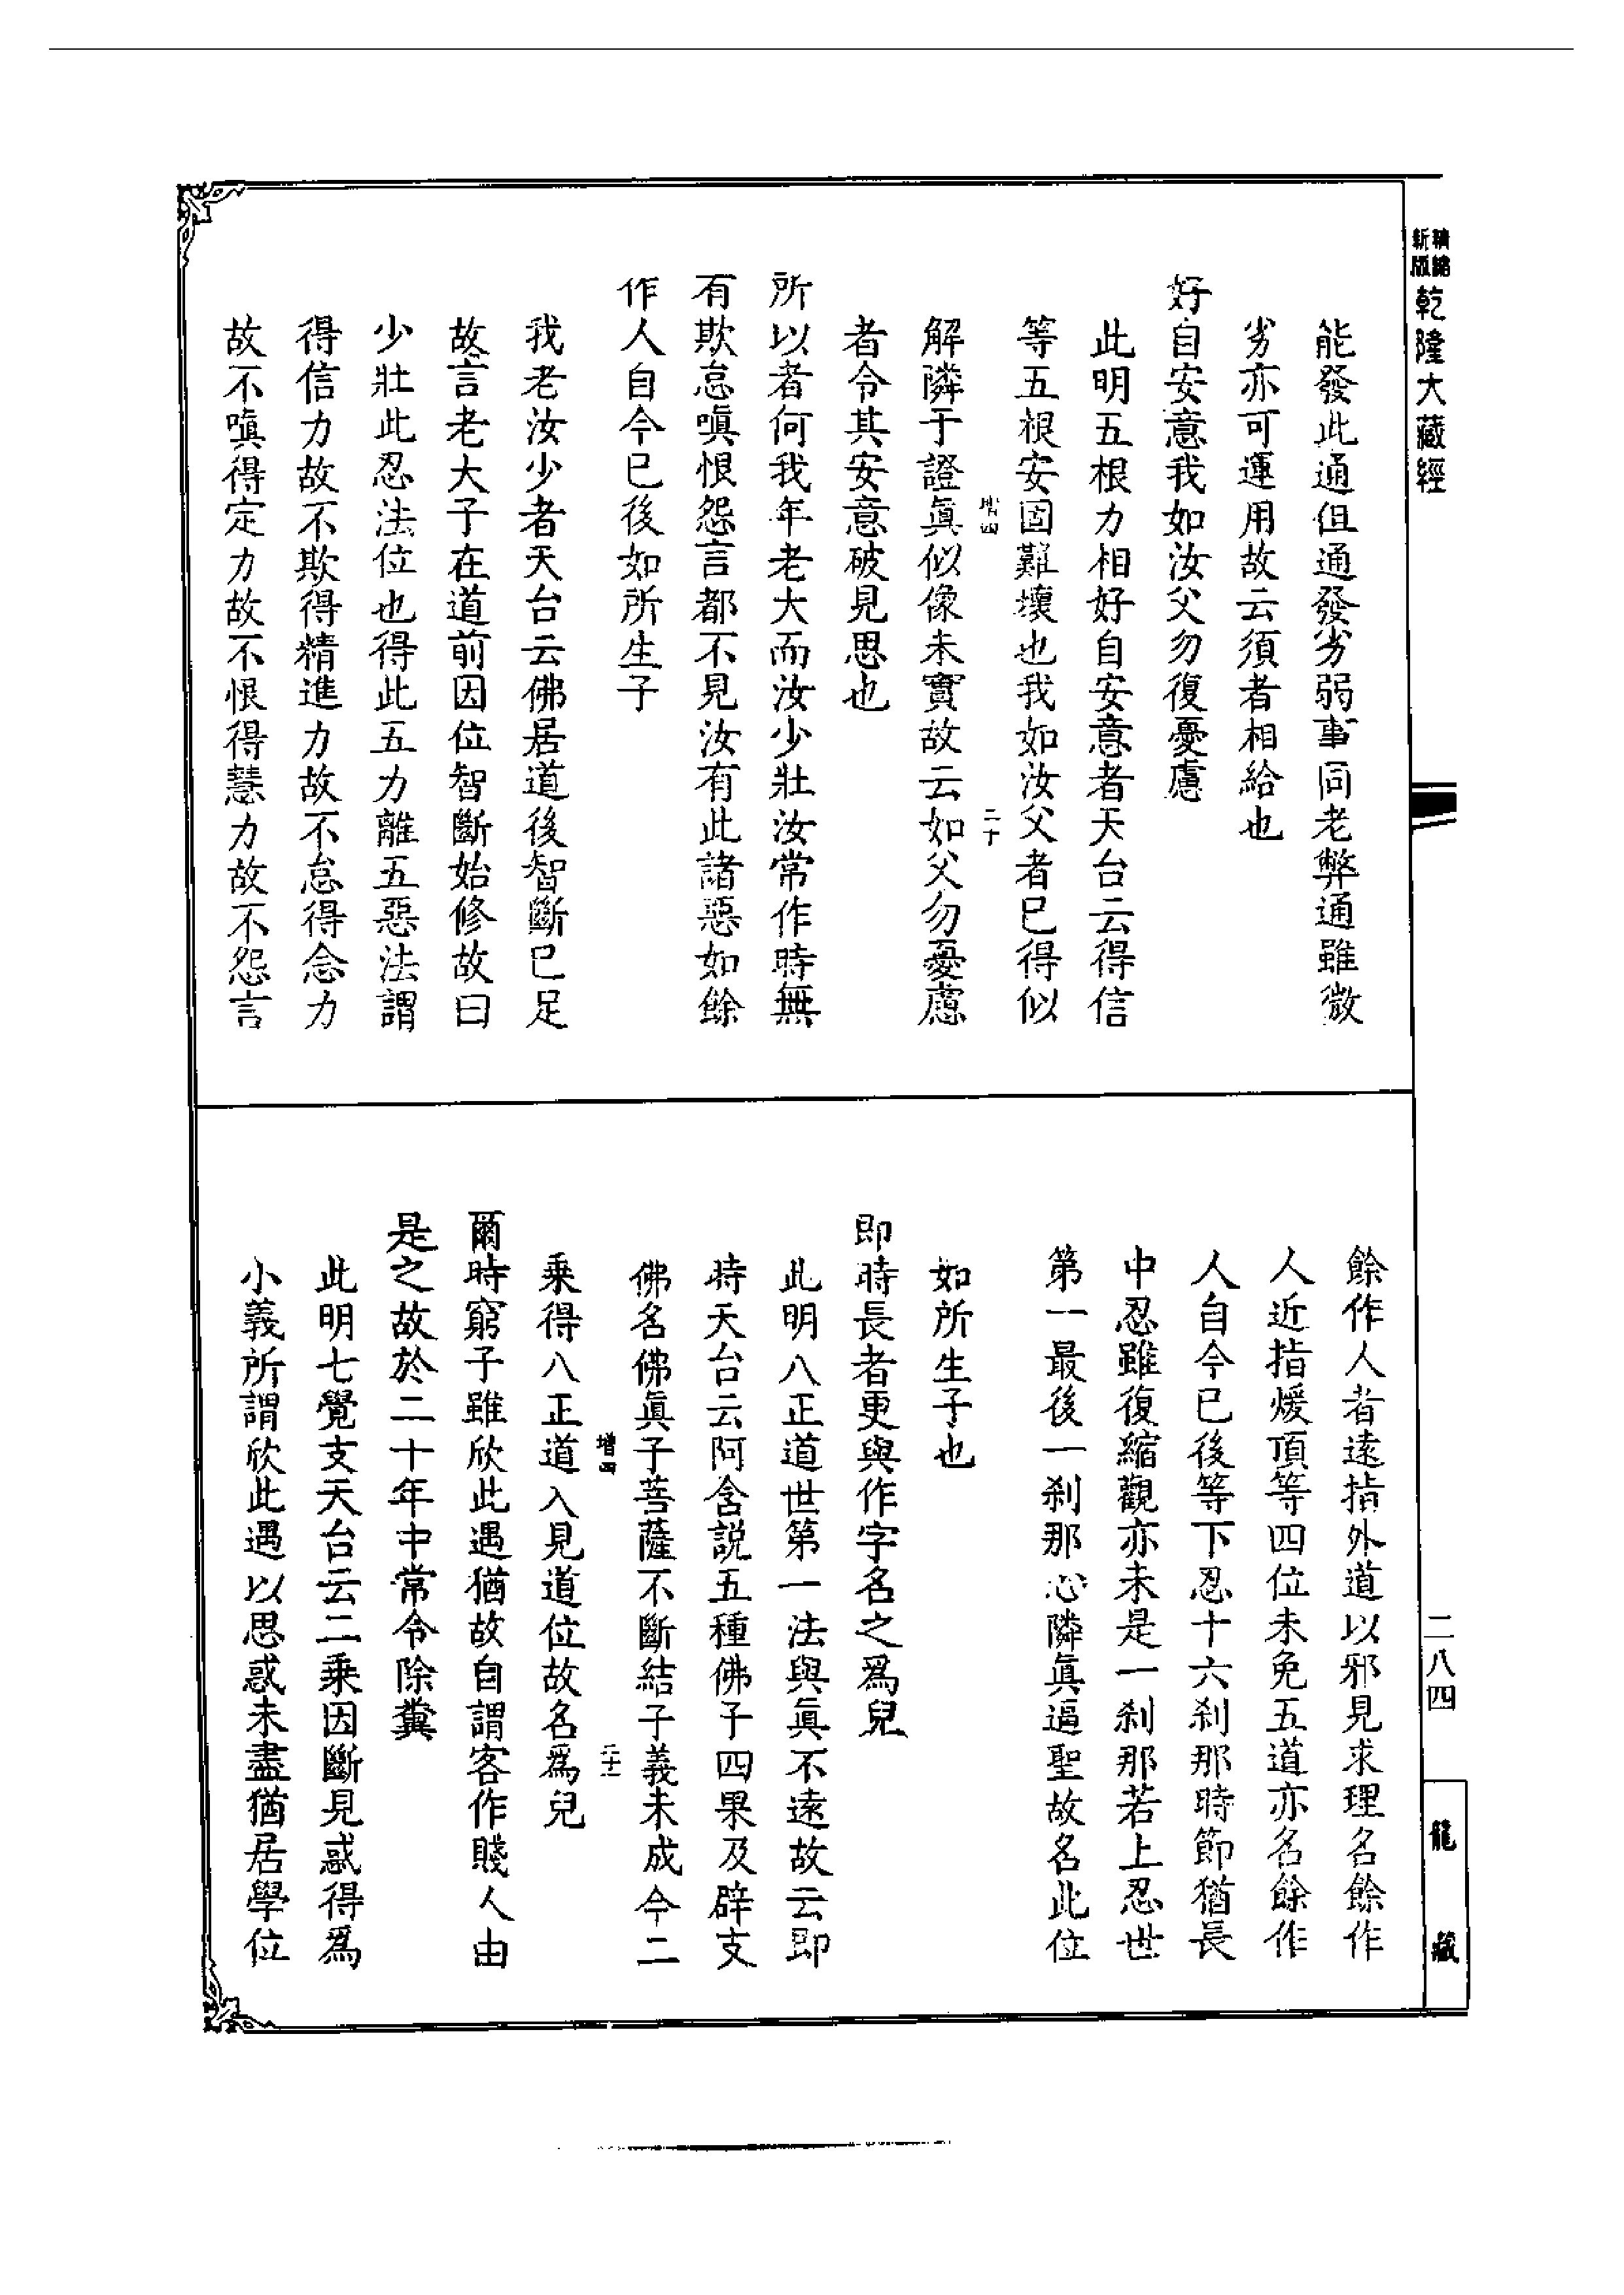 精縮新版
乾隆大藏經
能發此通但通發劣弱事同老弊通雖微
劣亦可運用故云須者相給也
好自安意我如汝父勿復憂慮
此明五根力相好自安意者天台云得信
等五根安固難壞也我如汝父者已得似
增四
二十
解隣于證眞似像未實故云如父勿憂慮
者令其安意破見思也
所以者何我年老大而汝少壯汝常作時無
有欺怠嗔恨怨言都不見汝有此諸惡如餘
作人自今已後如所生子
我老汝少者天台云佛居道後智斷已足
故言老大子在道前因位智斷始修故曰
少壯此忍法位也得此五力離五惡法謂
得信力故不欺得精進力故不怠得念力
故不嗔得定力故不恨得慧力故不怨言
餘作人者遠指外道以邪見求理名餘作
人近指煖頂等四位未免五道亦名餘作
人自今已後等下忍十六刹那時節猶長
中忍雖復縮觀亦未是一刹那若上忍世
第一最後一刹那心隣眞逼聖故名此位
如所生子也
即時長者更與作字名之爲兒
此明八正道世第一法與眞不遠故云即
時天台云阿含説五種佛子四果及辟支
佛名佛眞子菩薩不斷結子義未成今二
增四
二十一
乗得八正道入見道位故名爲兒
爾時窮子雖欣此遇猶故自謂客作賤人由
是之故於二十年中常令除糞
此明七覺支天台云二乗因斷見惑得爲
小義所謂欣此遇以思惑未盡猶居學位
二八四
龍藏